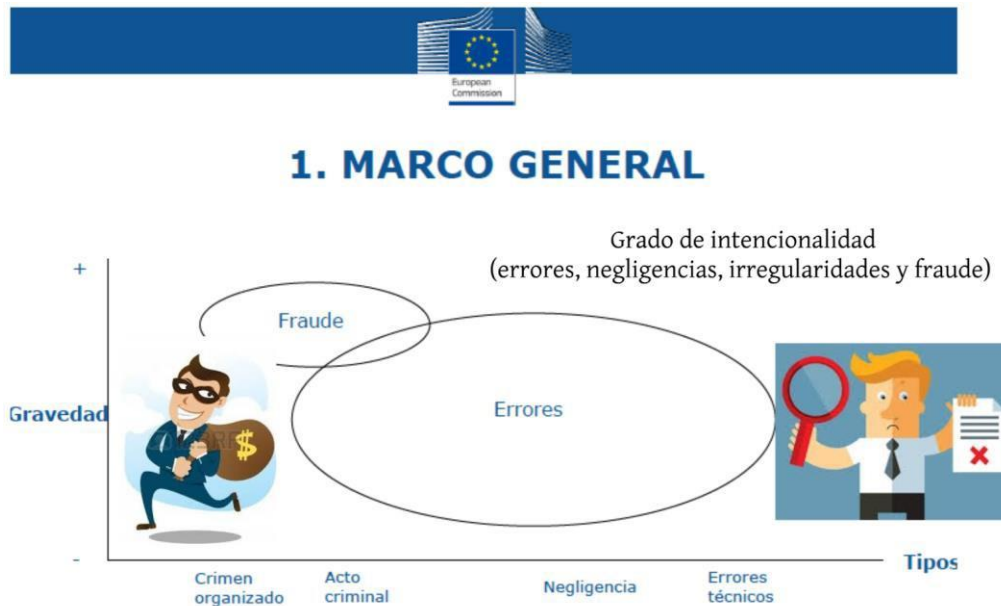 European
Commission
1. MARCO GENERAL
Grado de intencionalidad
(errores, negligencias, irregularidades y fraude)
+
Fraude
Gravedad
Errores
$
-
Tipos
Crimen
organizado
Acto
criminal
Negligencia
Errores
técnicos